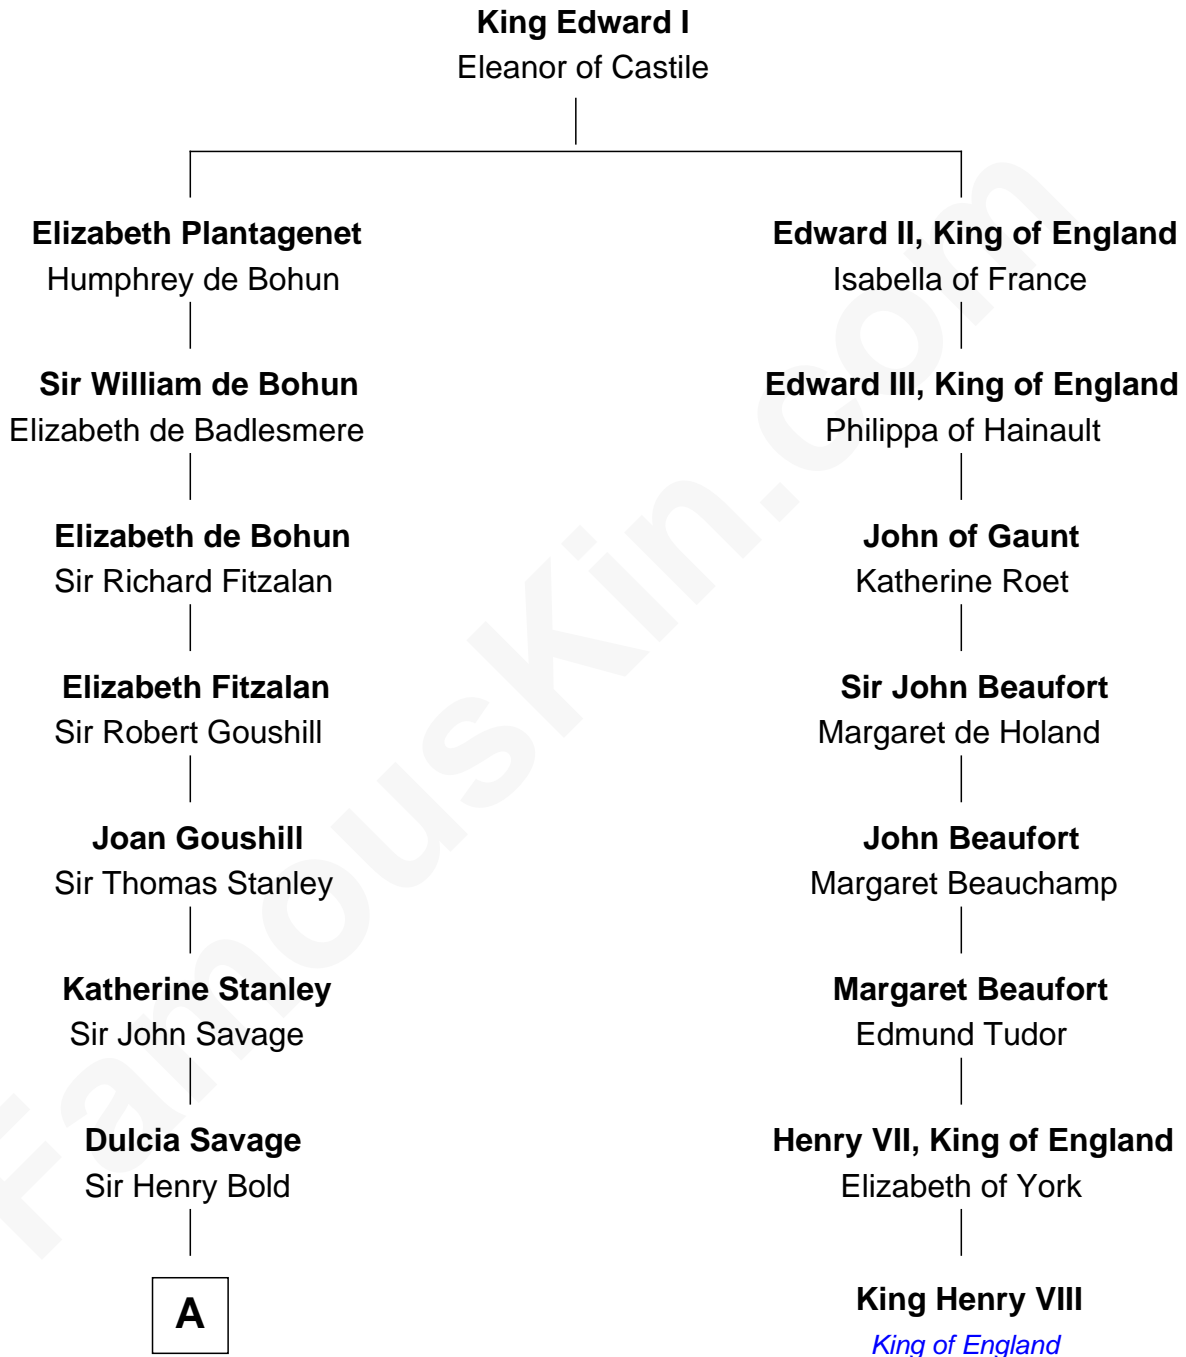 King Edward I
Eleanor of Castile
Elizabeth Plantagenet
Humphrey de Bohun
Edward II, King of England
Isabella of France
Sir William de Bohun
Elizabeth de Badlesmere
Edward III, King of England
Philippa of Hainault
Elizabeth de Bohun
Sir Richard Fitzalan
John of Gaunt
Katherine Roet
Elizabeth Fitzalan
Sir Robert Goushill
Sir John Beaufort
Margaret de Holand
Joan Goushill
Sir Thomas Stanley
John Beaufort
Margaret Beauchamp
Katherine Stanley
Sir John Savage
Margaret Beaufort
Edmund Tudor
Dulcia Savage
Sir Henry Bold
Henry VII, King of England
Elizabeth of York
A
King Henry VIII
King of England
FamousKin.com